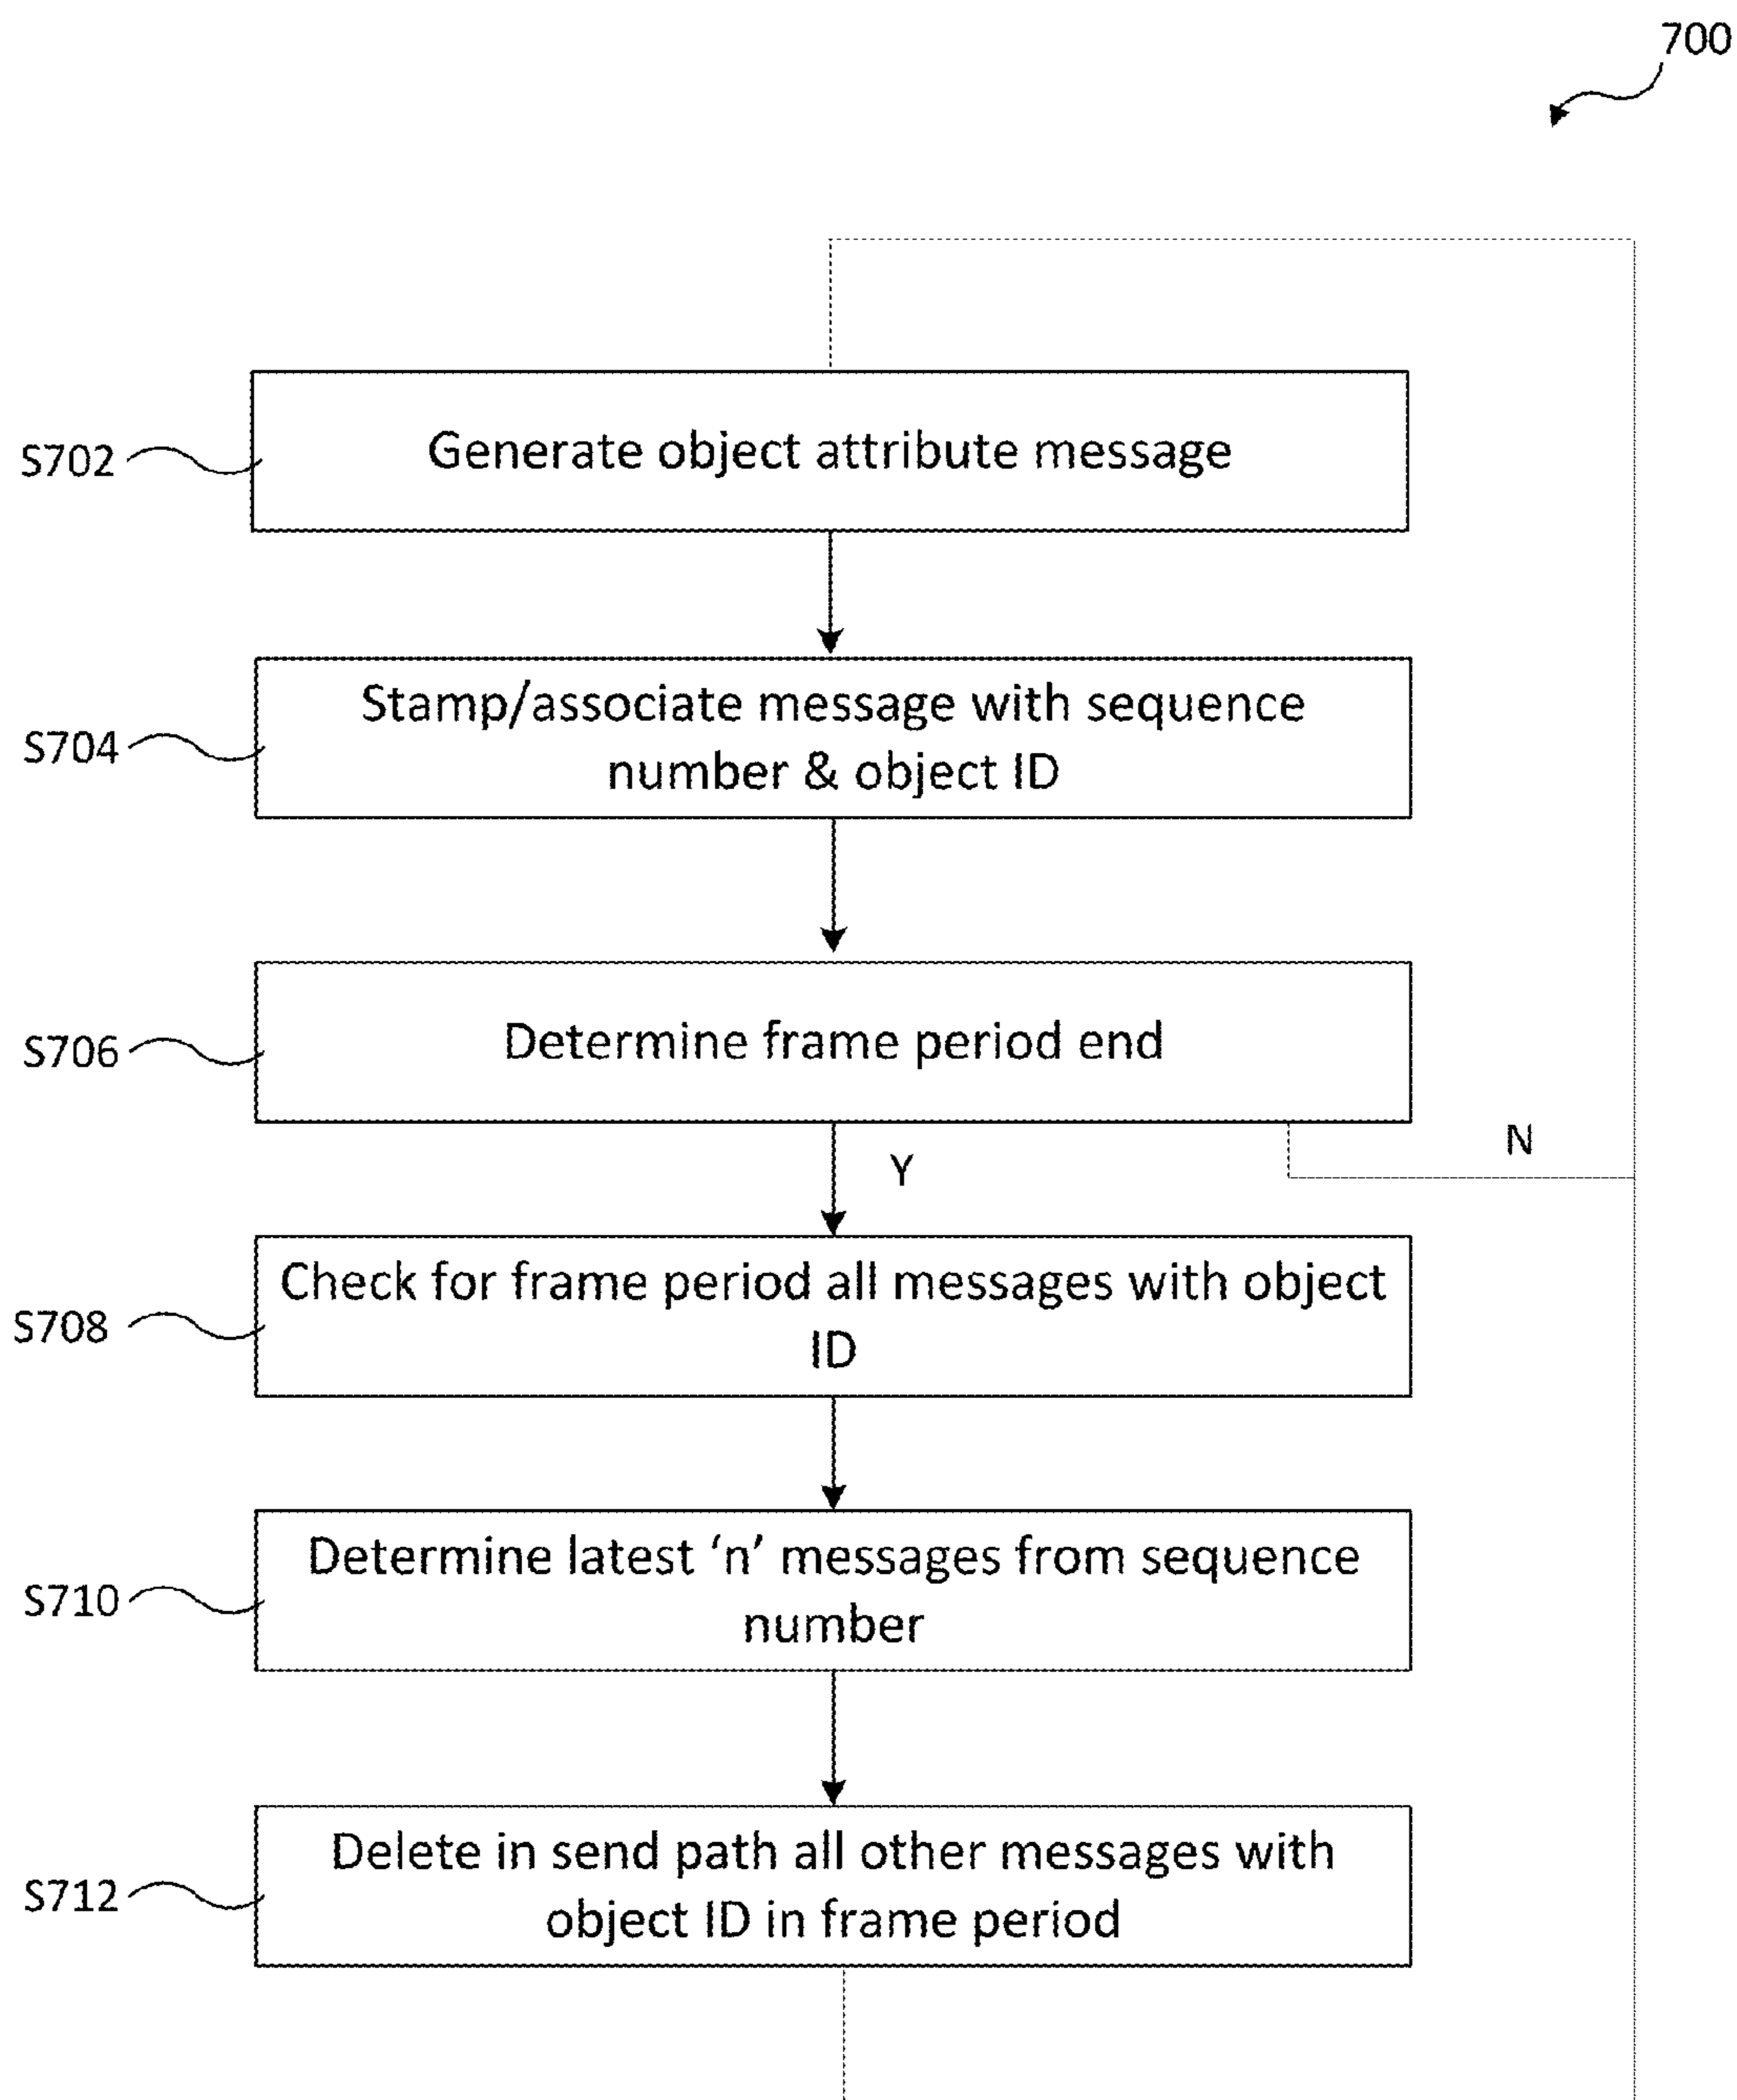 700
S702
Generate object attribute message
S704
Stamp/associate message with sequence
number & object ID
S706
Determine frame period end
N
Y
S708
Check for frame period all messages with object
ID
S710
Determine latest ‘n’ messages from sequence
number
S712
Delete in send path all other messages with
object ID in frame period